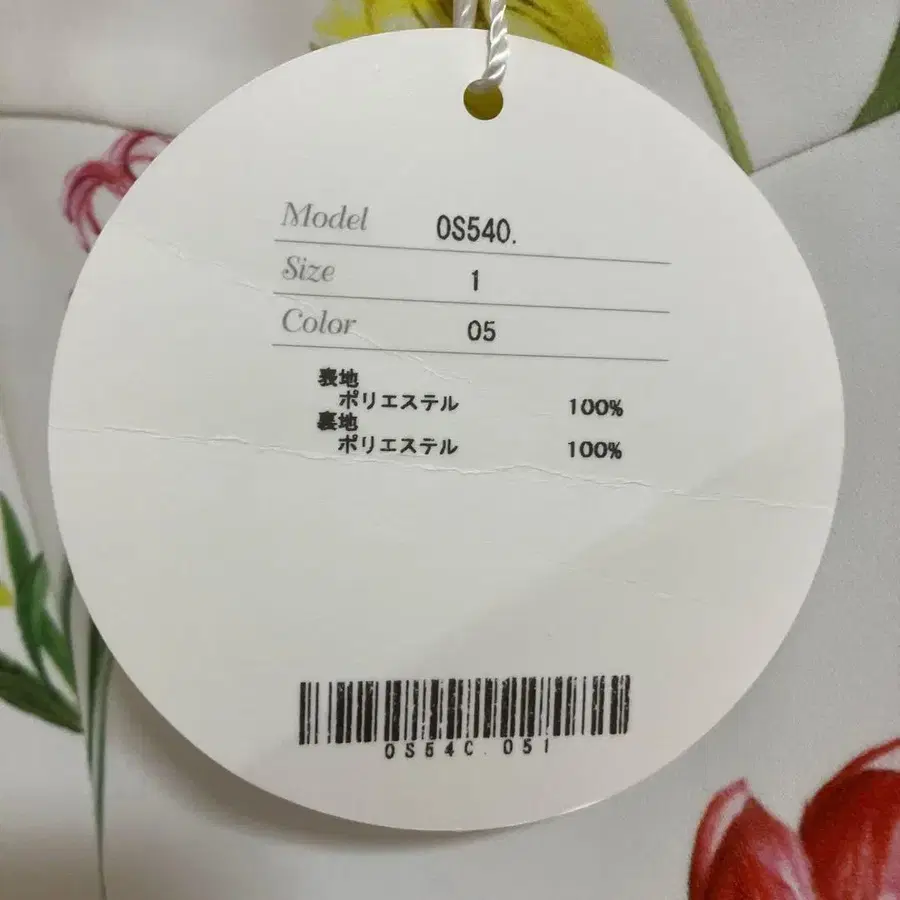 Model 0S540.
Size 1
Color 05
表地
ポリエステル 100%
裏地
ポリエステル 100%
0S54C.051